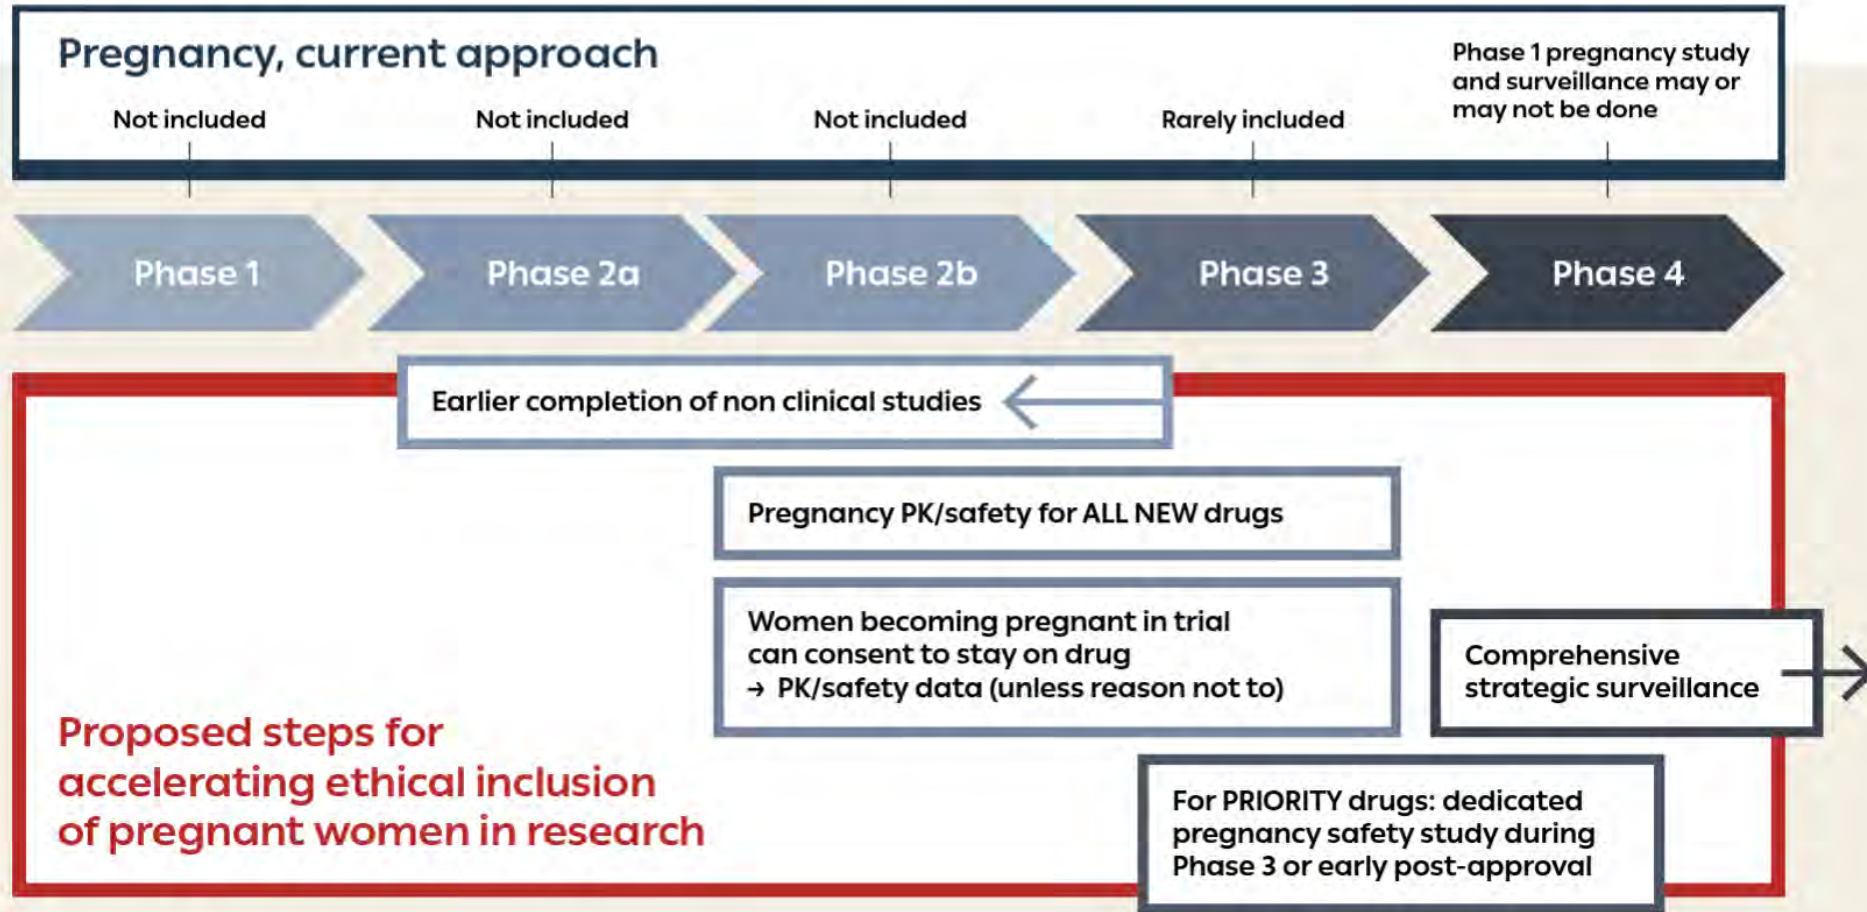 Pregnancy, current approach
Not included
Not included
Not included
Rarely included
Phase 1 pregnancy study
and surveillance may or
may not be done
Phase 1
Phase 2a
Phase 2b
Phase 3
Phase 4
Earlier completion of non clinical studies
Pregnancy PK/safety for ALL NEW drugs
Women becoming pregnant in trial
can consent to stay on drug
→ PK/safety data (unless reason not to)
Comprehensive
strategic surveillance
Proposed steps for
accelerating ethical inclusion
of pregnant women in research
For PRIORITY drugs: dedicated
pregnancy safety study during
Phase 3 or early post-approval